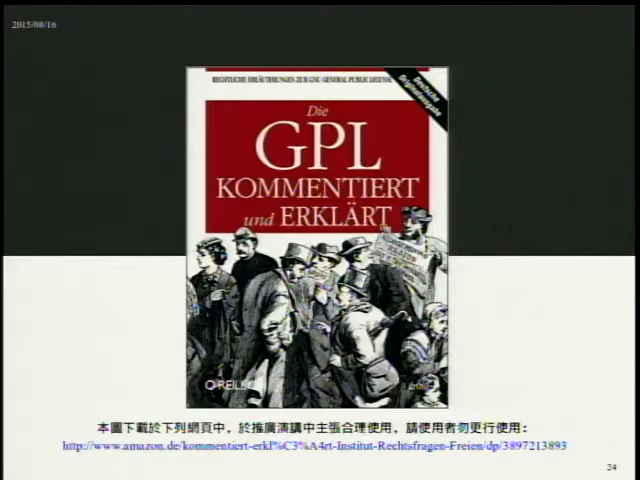 2015/08/16
RECHTLICHE ERLÄUTERUNGEN ZUR GNU GENERAL PUBLIC LICENSE
Deutsche
Originalausgabe
Die
GPL
KOMMENTIERT
und ERKLÄRT
O'REILLY
ifrOSS
本圖下載於下列網頁中，於推廣演講中主張合理使用，請使用者勿更行使用：
http://www.amazon.de/kommentiert-erkl%C3%A4rt-Institut-Rechtsfragen-Freien/dp/3897213893
24